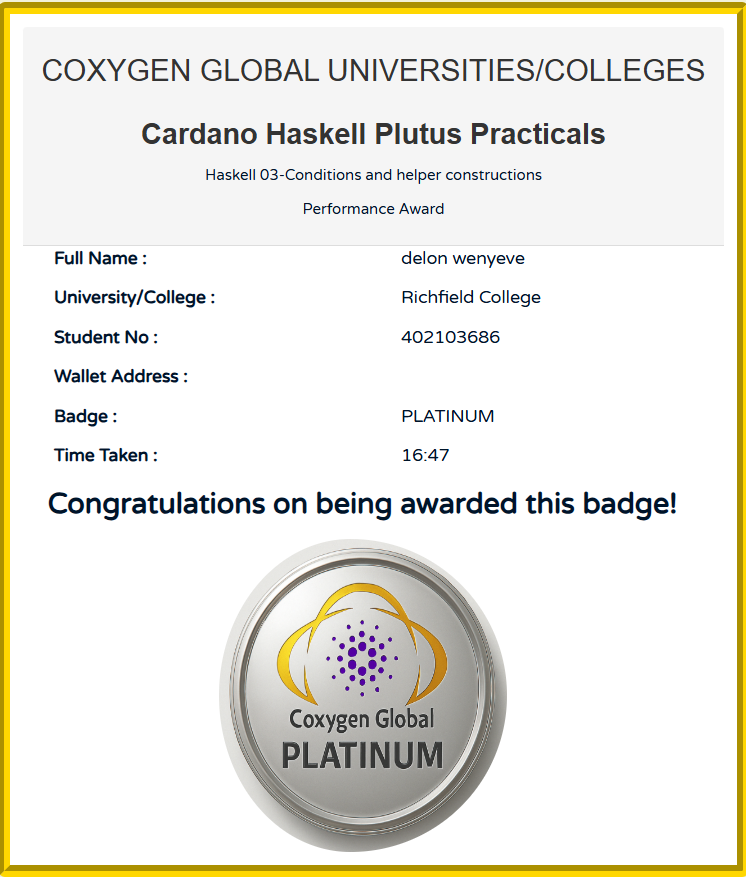 COXYGEN GLOBAL UNIVERSITIES/COLLEGES
Cardano Haskell Plutus Practicals
Haskell 03-Conditions and helper constructions
Performance Award
Full Name : delon wenyeve
University/College : Richfield College
Student No : 402103686
Wallet Address :
Badge : PLATINUM
Time Taken : 16:47
Congratulations on being awarded this badge!
Coxygen Global
PLATINUM